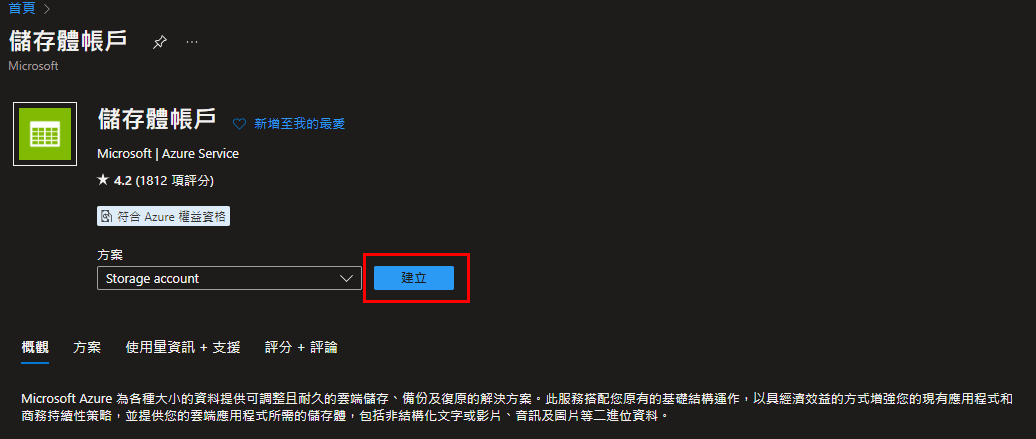 首頁 >
儲存體帳戶 ...
Microsoft
儲存體帳戶 新增至我的最愛
Microsoft | Azure Service
★ 4.2 (1812 項評分)
符合 Azure 權益資格
方案
Storage account 建立
概觀 方案 使用量資訊 + 支援 評分 + 評論
Microsoft Azure 為各種大小的資料提供可調整且耐久的雲端儲存、備份及復原的解決方案。此服務搭配您原有的基礎結構運作，以具經濟效益的方式增強您的現有應用程式和
商務持續性策略，並提供您的雲端應用程式所需的儲存體，包括非結構化文字或影片、音訊及圖片等二進位資料。